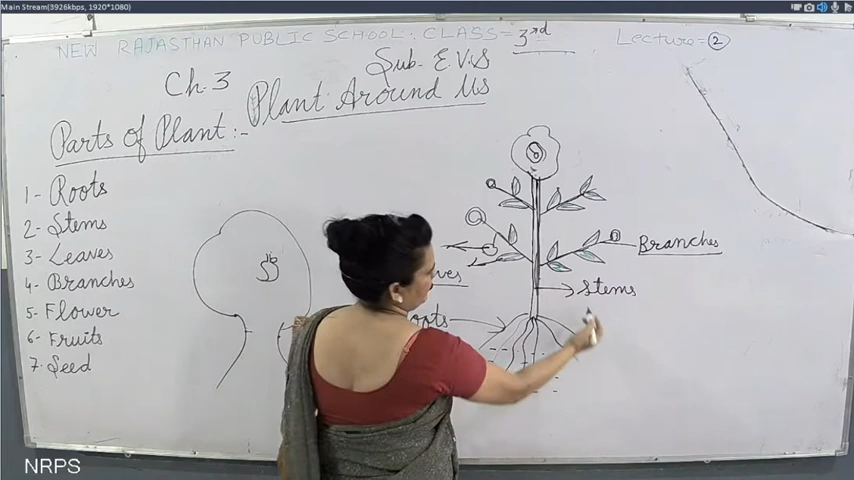 Main Stream(3926kbps, 1920*1080)
NEW RAJASTHAN PUBLIC SCHOOL: CLASS= 3rd
Lecture= 2
Sub- E.V.S
Ch.3
Plant Around Us
Parts of Plant:-
1- Roots
2- Stems
3- Leaves
4- Branches
5- Flower
6- Fruits
7- Seed
Branches
Stems
NRPS